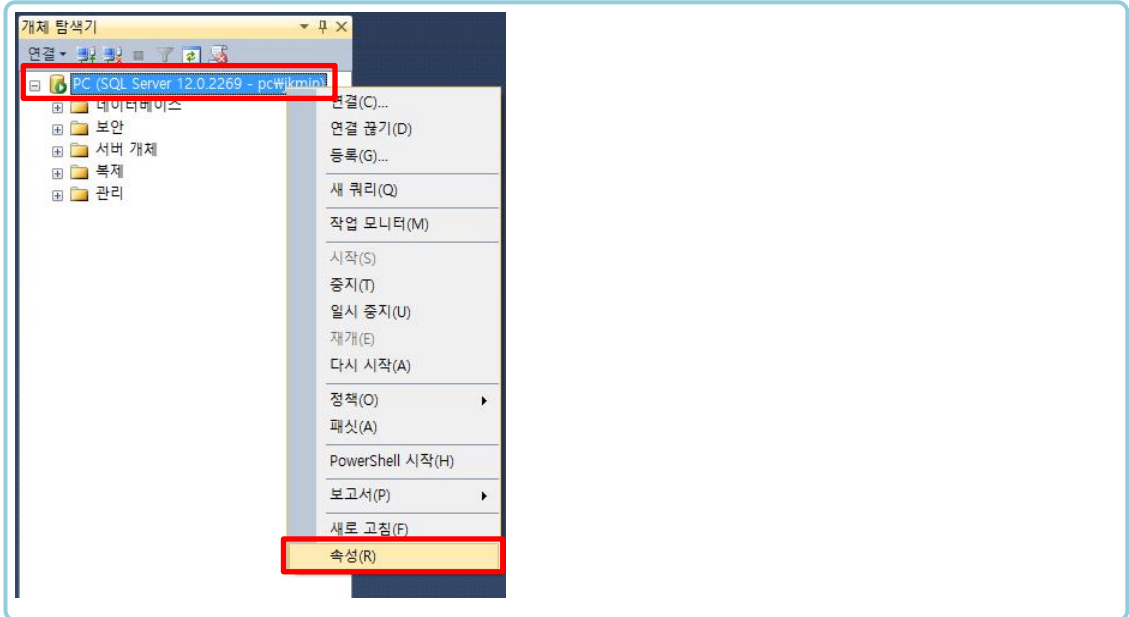 개체 탐색기
연결
PC (SQL Server 12.0.2269 - pc₩jkmin)
데이터베이스
보안
서버 개체
복제
관리
연결(C)...
연결 끊기(D)
등록(G)...
새 쿼리(Q)
작업 모니터(M)
시작(S)
중지(T)
일시 중지(U)
재개(E)
다시 시작(A)
정책(O)
패싯(A)
PowerShell 시작(H)
보고서(P)
새로 고침(F)
속성(R)